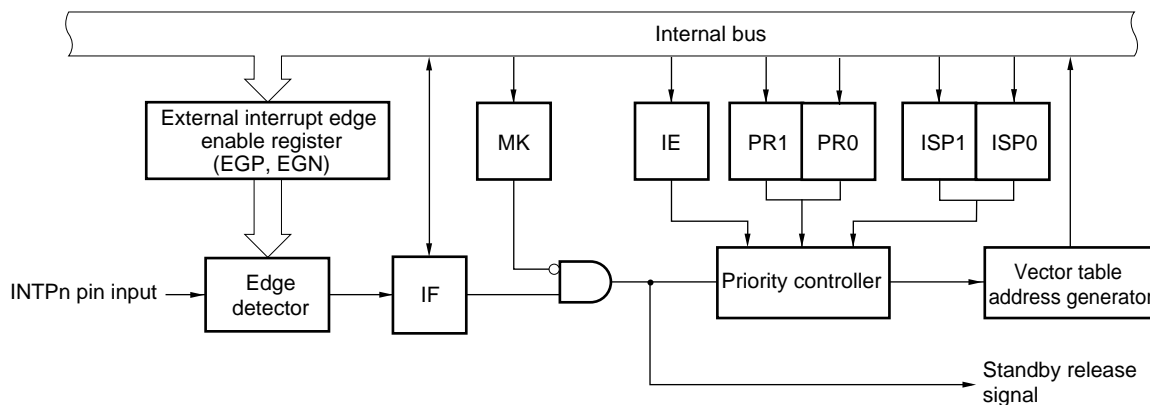 Internal bus
External interrupt edge
enable register
(EGP, EGN)
MK
IE
PR1
PR0
ISP1
ISP0
INTPn pin input
Edge
detector
IF
Priority controller
Vector table
address generator
Standby release
signal